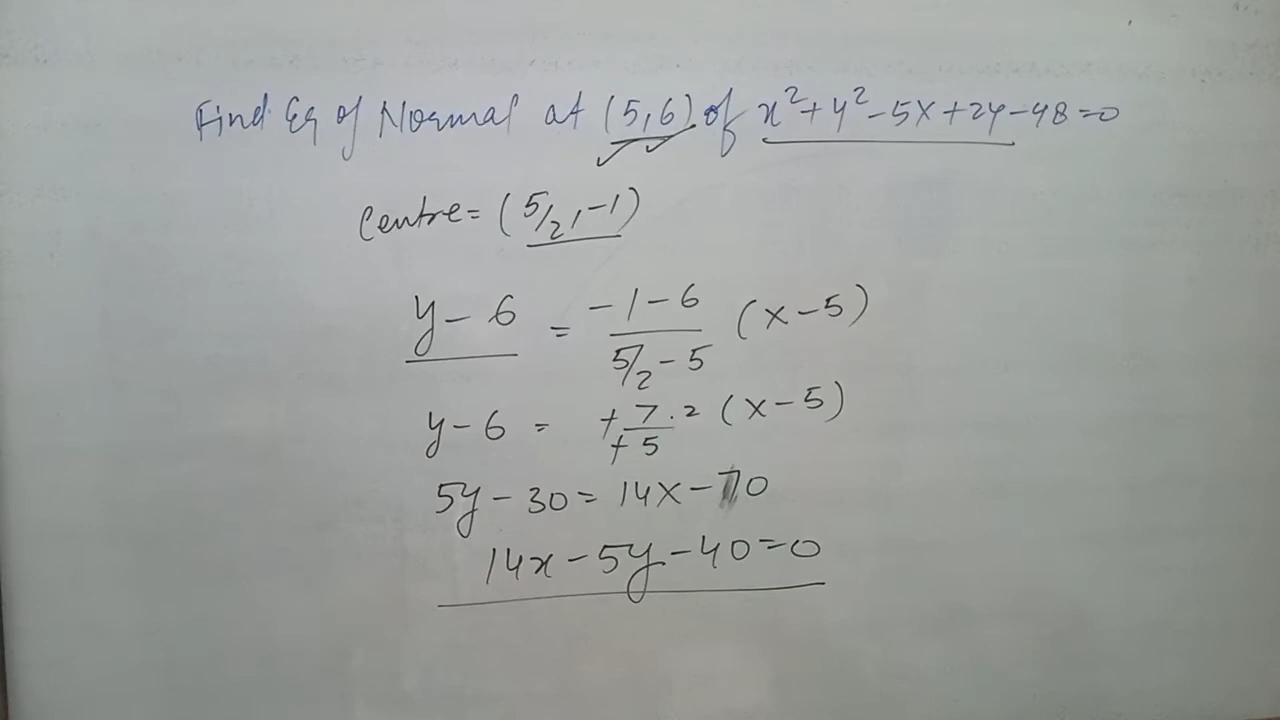 Find Eq of Normal at (5,6) of x²+y²-5x+2y-48=0
Centre = (5/2, -1)
y-6 = -1-6 / 5/2-5 (x-5)
y-6 = +7/+5 . 2 (x-5)
5y-30 = 14x-70
14x-5y-40=0